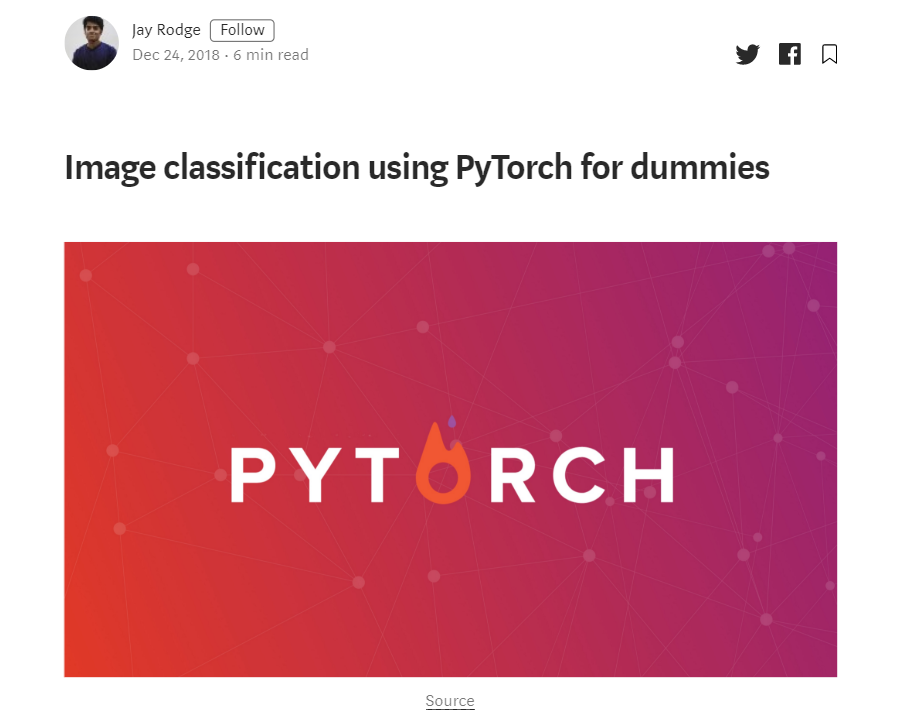 Jay Rodge Follow
Dec 24, 2018 · 6 min read
Image classification using PyTorch for dummies
PYTORCH
Source